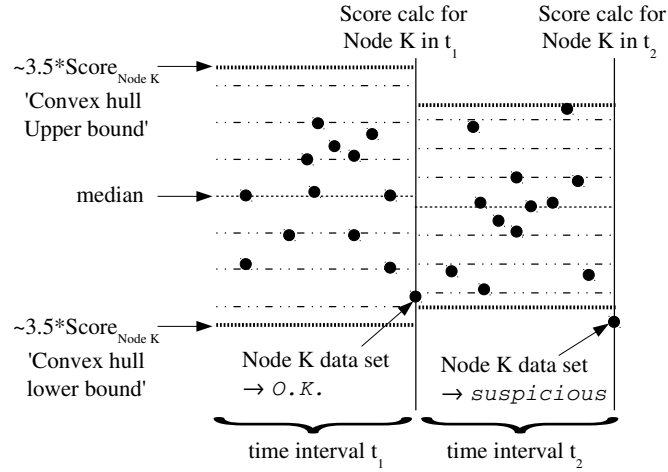 Score calc for
Node K in t1
Score calc for
Node K in t2
~3.5*ScoreNode K
'Convex hull
Upper bound'
median
~3.5*ScoreNode K
'Convex hull
lower bound'
Node K data set
→ O.K.
Node K data set
→ suspicious
time interval t1
time interval t2